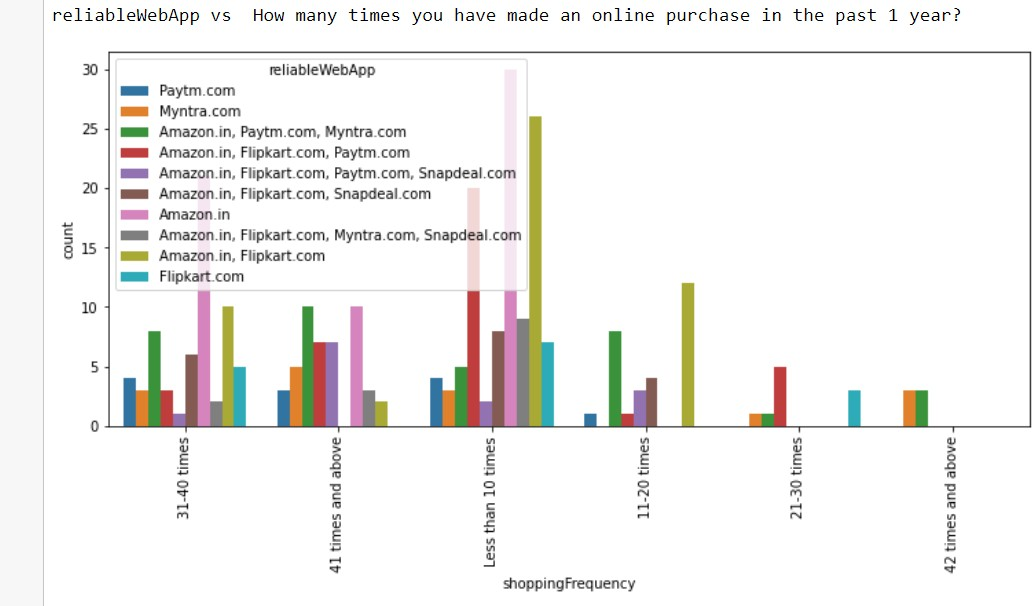 reliableWebApp vs  How many times you have made an online purchase in the past 1 year?
reliableWebApp
Paytm.com
Myntra.com
Amazon.in, Paytm.com, Myntra.com
Amazon.in, Flipkart.com, Paytm.com
Amazon.in, Flipkart.com, Paytm.com, Snapdeal.com
Amazon.in, Flipkart.com, Snapdeal.com
Amazon.in
Amazon.in, Flipkart.com, Myntra.com, Snapdeal.com
Amazon.in, Flipkart.com
Flipkart.com
30
25
20
15
10
5
0
count
31-40 times
41 times and above
Less than 10 times
11-20 times
21-30 times
42 times and above
shoppingFrequency